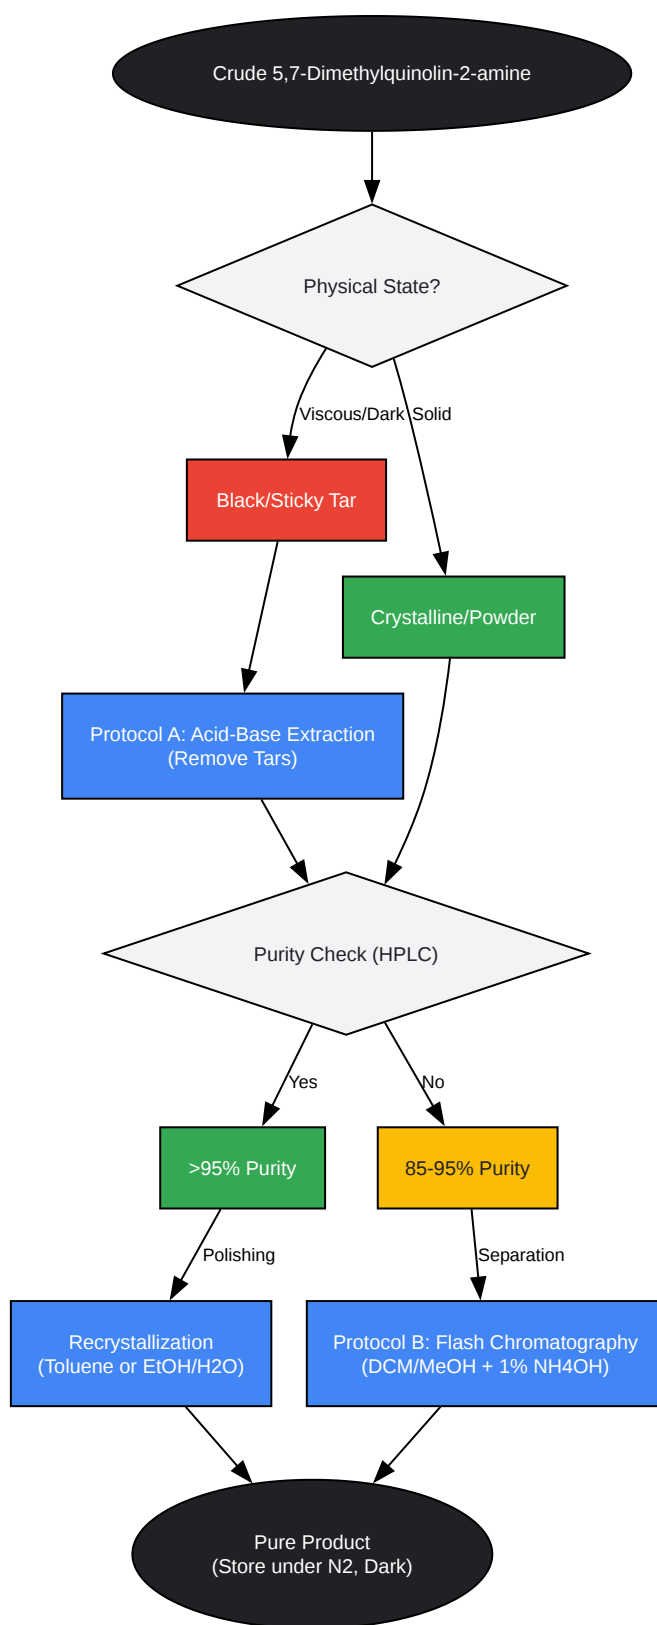 Crude 5,7-Dimethylquinolin-2-amine
Physical State?
Viscous/Dark
Solid
Black/Sticky Tar
Crystalline/Powder
Protocol A: Acid-Base Extraction
(Remove Tars)
Purity Check (HPLC)
Yes
No
>95% Purity
85-95% Purity
Polishing
Separation
Recrystallization
(Toluene or EtOH/H2O)
Protocol B: Flash Chromatography
(DCM/MeOH + 1% NH4OH)
Pure Product
(Store under N2, Dark)